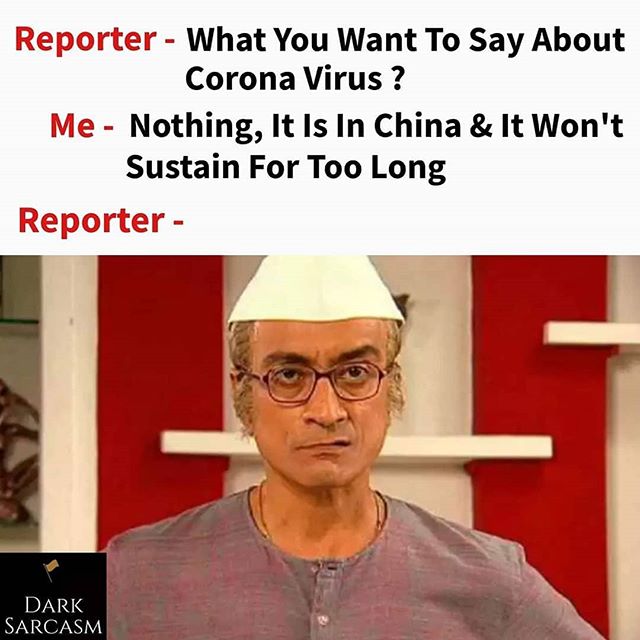 Reporter - What You Want To Say About
Corona Virus ?
Me - Nothing, It Is In China & It Won't
Sustain For Too Long
Reporter -
DARK
SARCASM